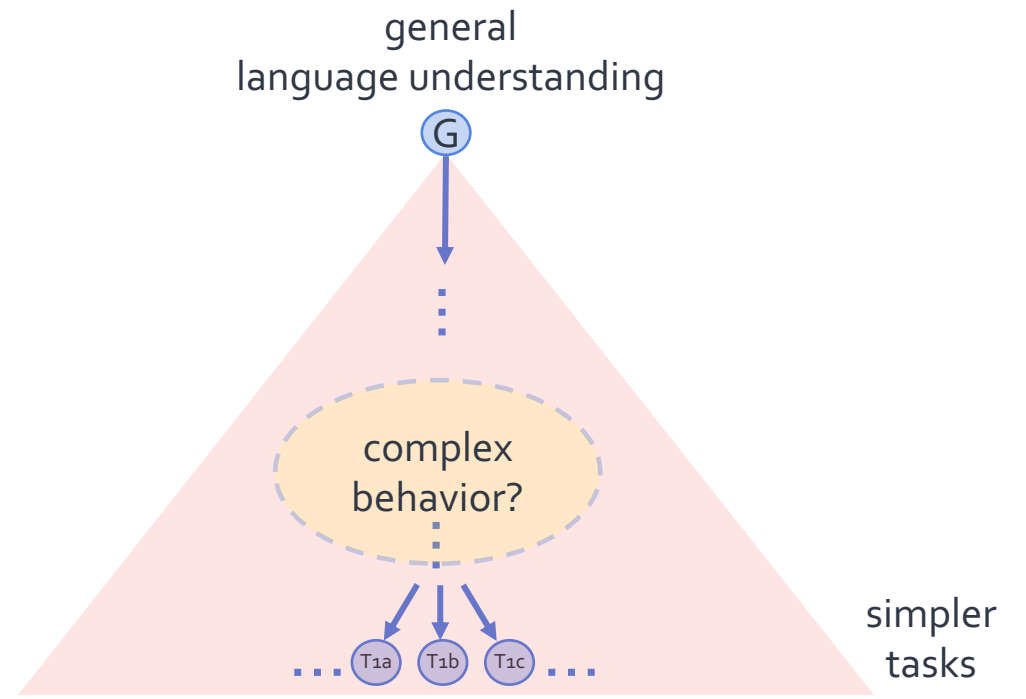 general
language understanding
G
complex
behavior?
simpler
tasks
T1a T1b T1c